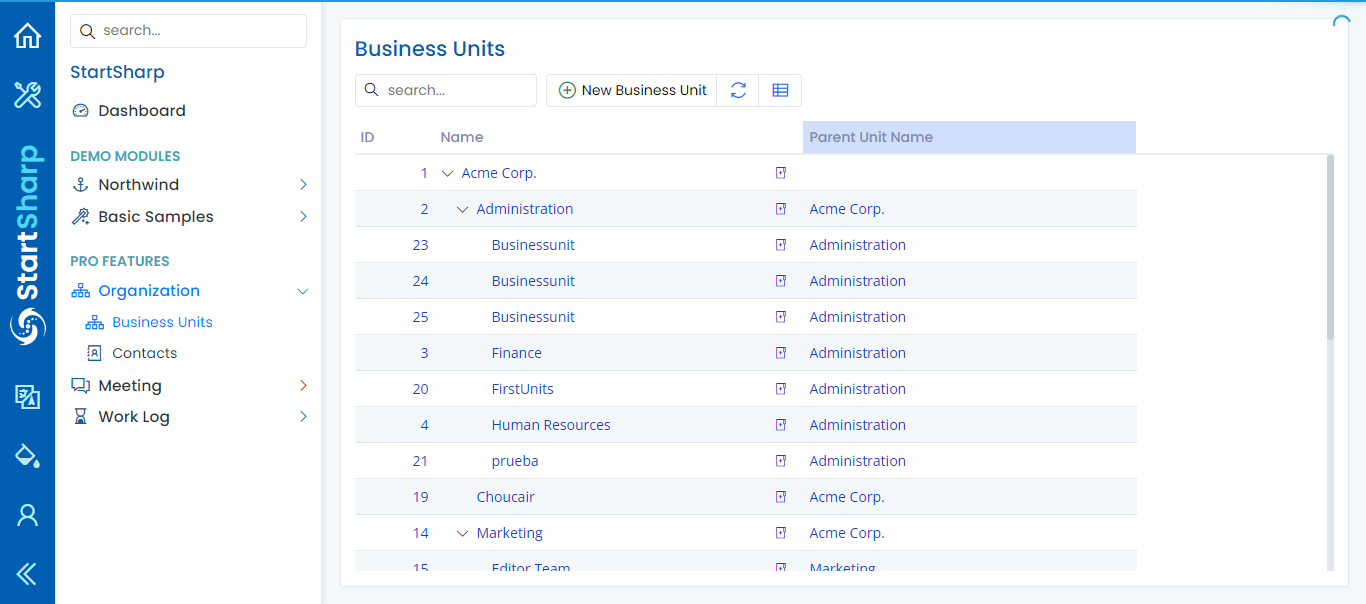 StartSharp
search...
StartSharp
Dashboard
DEMO MODULES
Northwind
Basic Samples
PRO FEATURES
Organization
Business Units
Contacts
Meeting
Work Log
Business Units
search...
New Business Unit
ID Name Parent Unit Name
1 Acme Corp.
2 Administration Acme Corp.
23 Businessunit Administration
24 Businessunit Administration
25 Businessunit Administration
3 Finance Administration
20 FirstUnits Administration
4 Human Resources Administration
21 prueba Administration
19 Choucair Acme Corp.
14 Marketing Acme Corp.
15 Editor Team Marketing